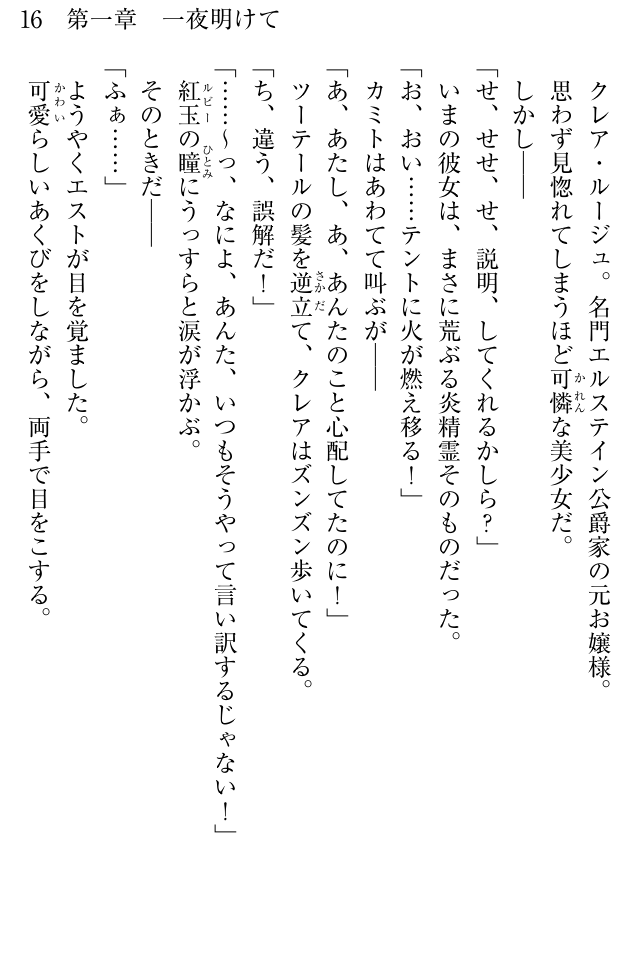 16 第一章 一夜明けて
クレア・ルージュ。名門エルステイン公爵家の元お嬢様。
思わず見惚れてしまうほど可憐な美少女だ。
しかし――
「せ、せせ、せ、説明、してくれるかしら？」
いまの彼女は、まさに荒ぶる炎精霊そのものだった。
「お、おい……テントに火が燃え移る！」
カミトはあわてて叫ぶが――
「あ、あたし、あ、あんたのこと心配してたのに！」
ツーテールの髪を逆立て、クレアはズンズン歩いてくる。
「ち、違う、誤解だ！」
「……～っ、なによ、あんた、いつもそうやって言い訳するじゃない！」
紅玉の瞳にうっすらと涙が浮かぶ。
そのときだ――
「ふぁ……」
ようやくエストが目を覚ました。
可愛らしいあくびをしながら、両手で目をこする。